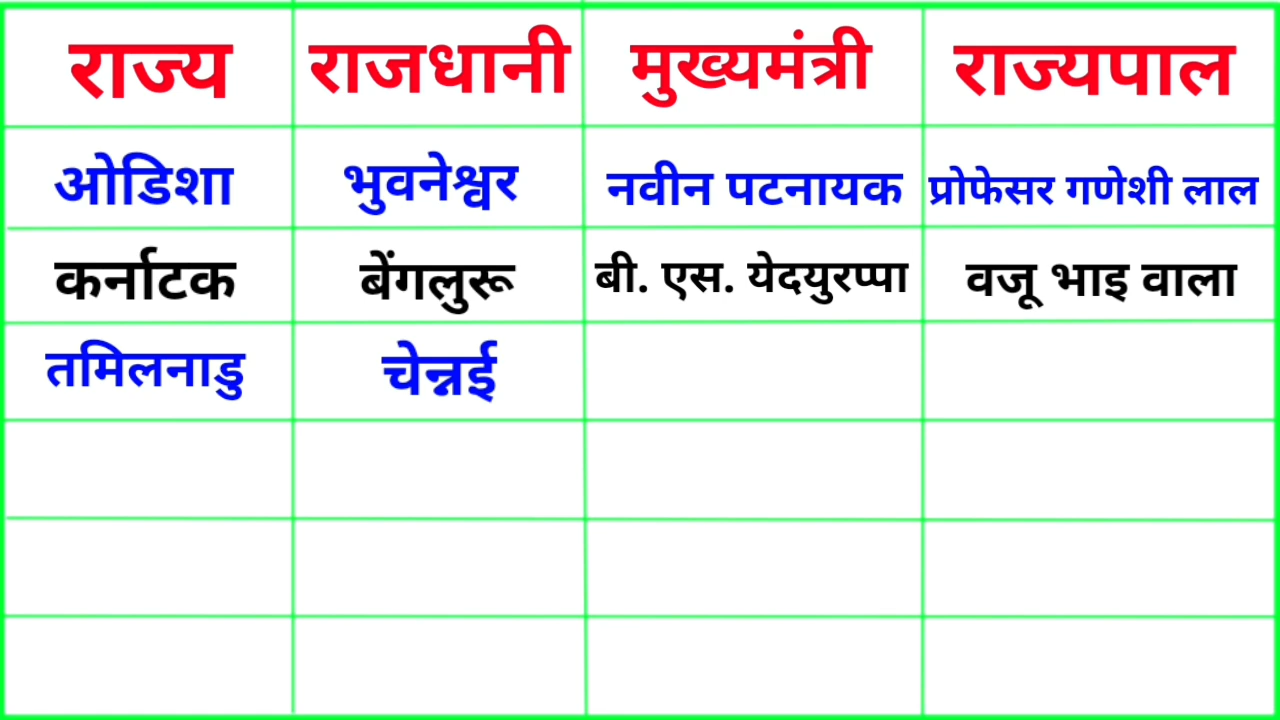 राज्य राजधानी मुख्यमंत्री राज्यपाल
ओडिशा भुवनेश्वर नवीन पटनायक प्रोफेसर गणेशी लाल
कर्नाटक बेंगलुरू बी. एस. येदयुरप्पा वजू भाइ वाला
तमिलनाडु चेन्नई